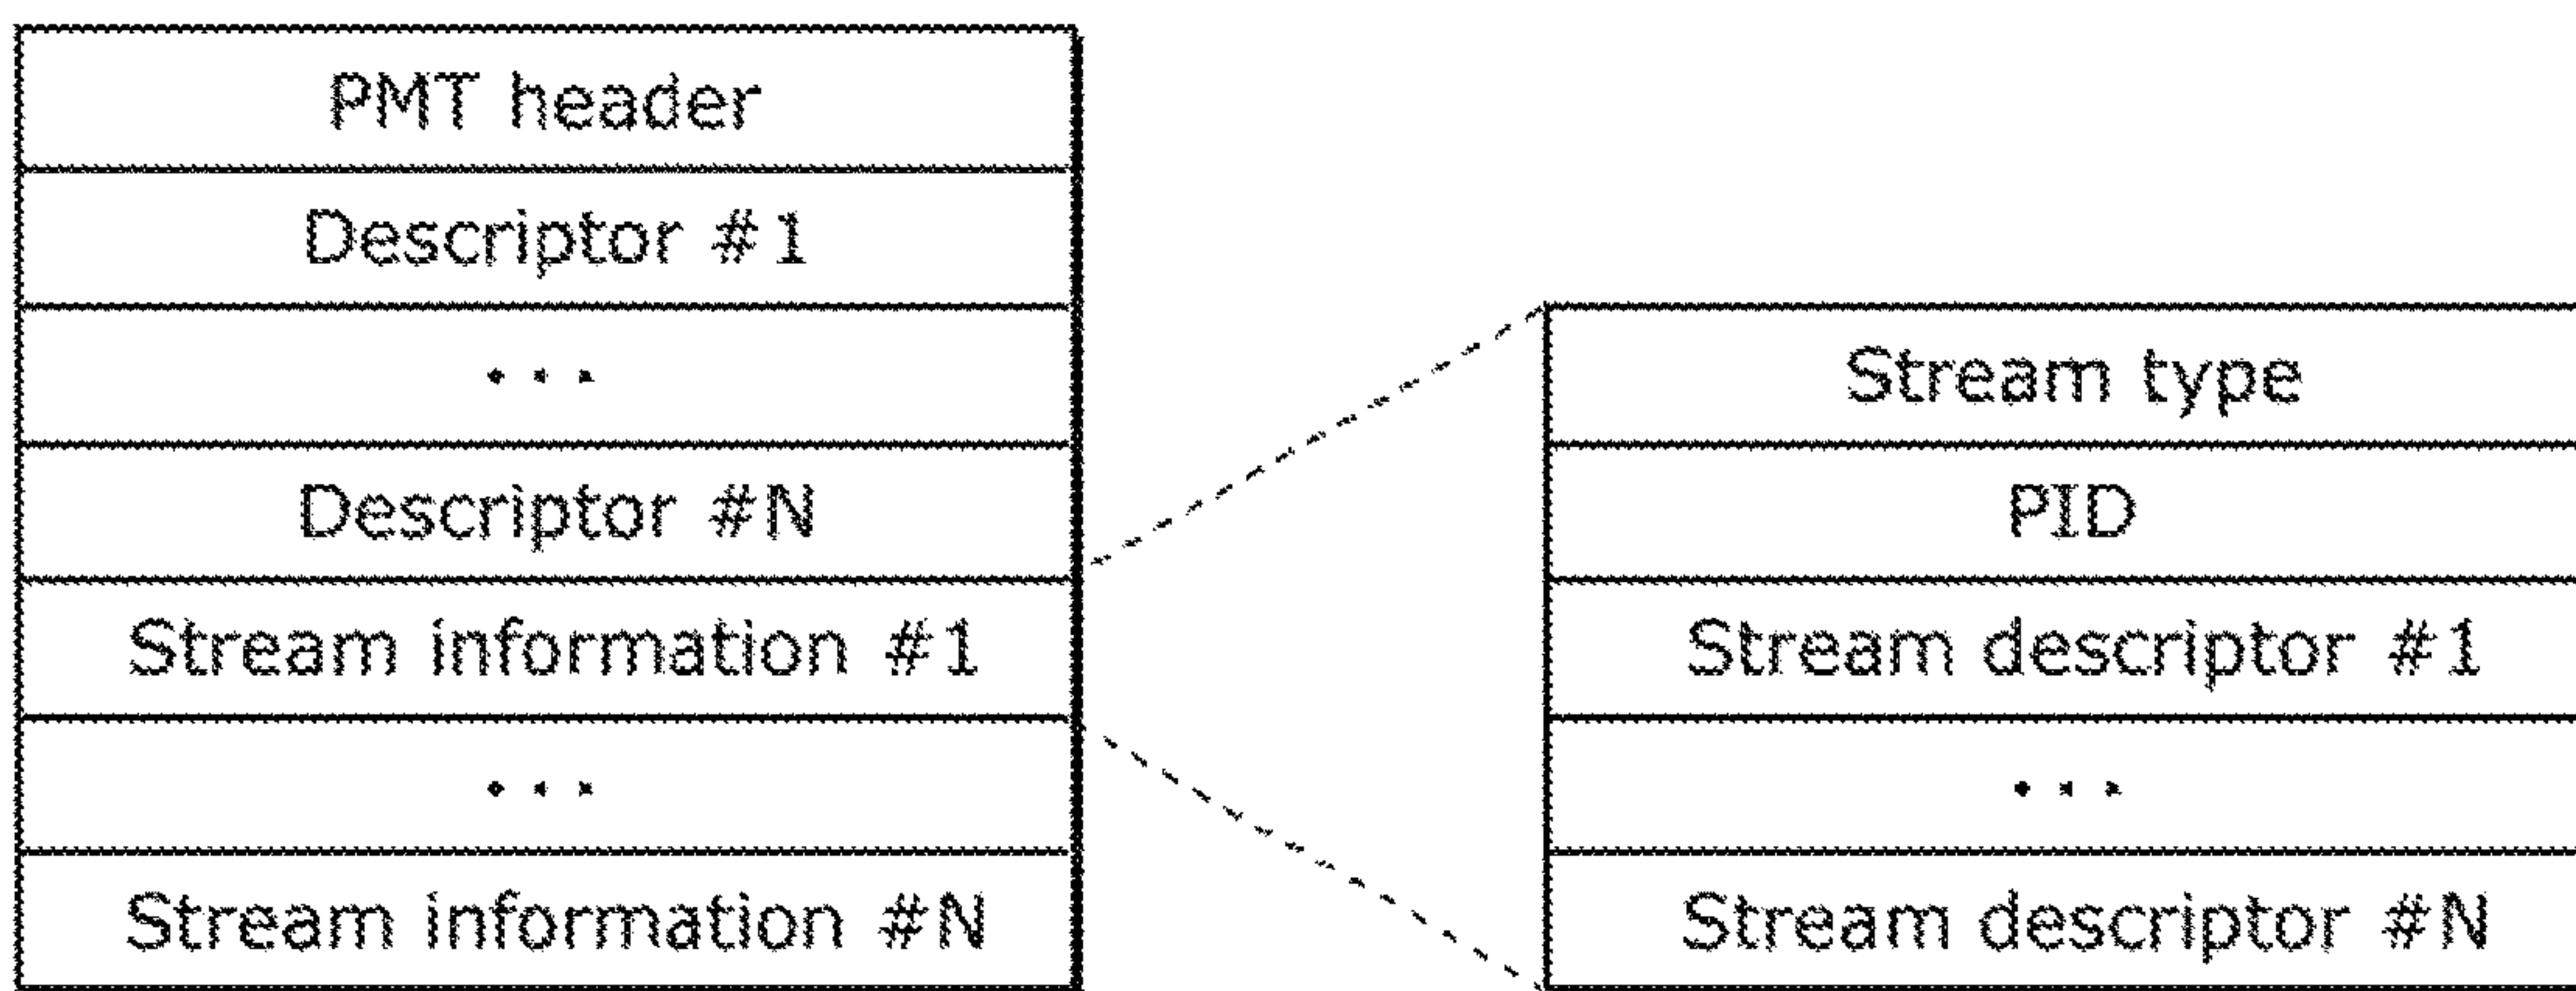 PMT header
Descriptor #1
...
Descriptor #N
Stream information #1
...
Stream information #N
Stream type
PID
Stream descriptor #1
...
Stream descriptor #N